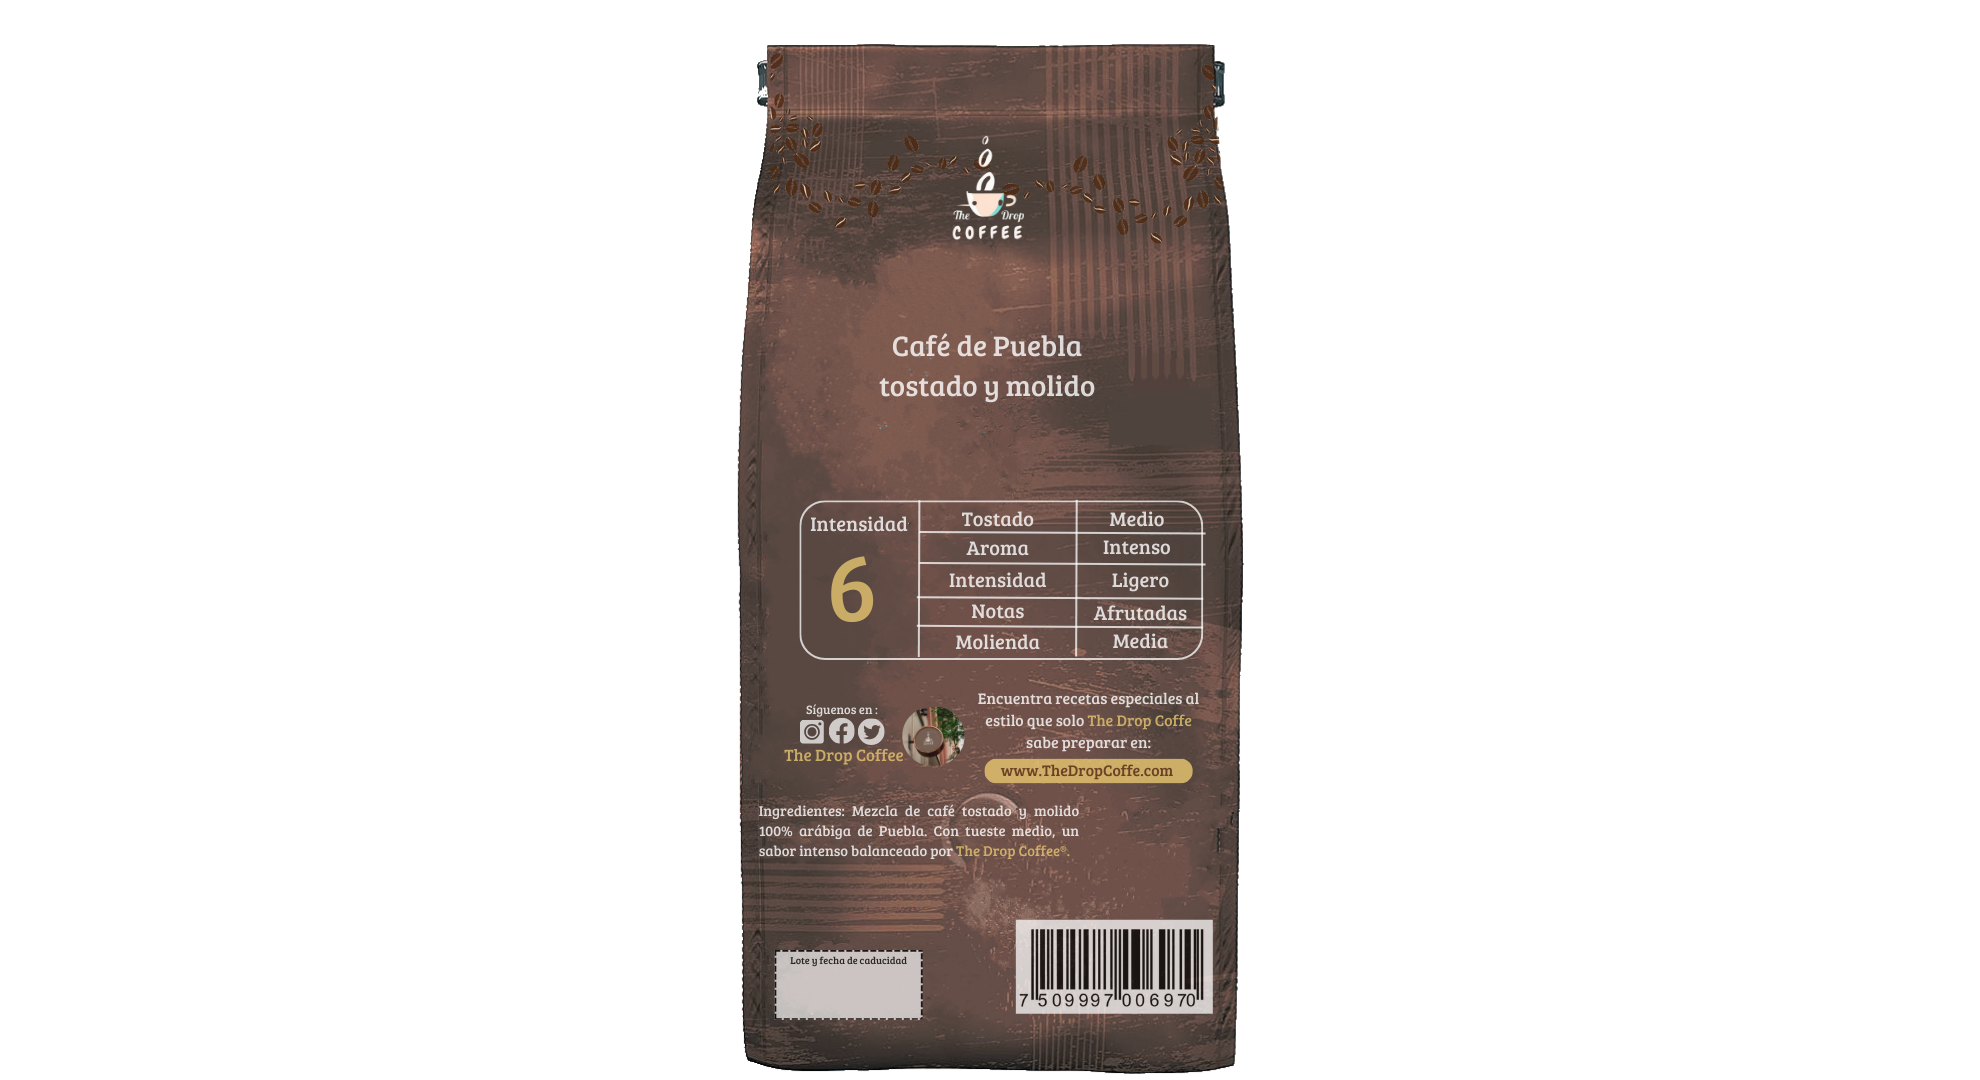 The Drop
COFFEE
Café de Puebla
tostado y molido
Intensidad
6
Tostado Medio
Aroma Intenso
Intensidad Ligero
Notas Afrutadas
Molienda Media
Síguenos en :
The Drop Coffee
Encuentra recetas especiales al
estilo que solo The Drop Coffe
sabe preparar en:
www.TheDropCoffe.com
Ingredientes: Mezcla de café tostado y molido
100% arábiga de Puebla. Con tueste medio, un
sabor intenso balanceado por The Drop Coffee®.
Lote y fecha de caducidad
7 509997 006970